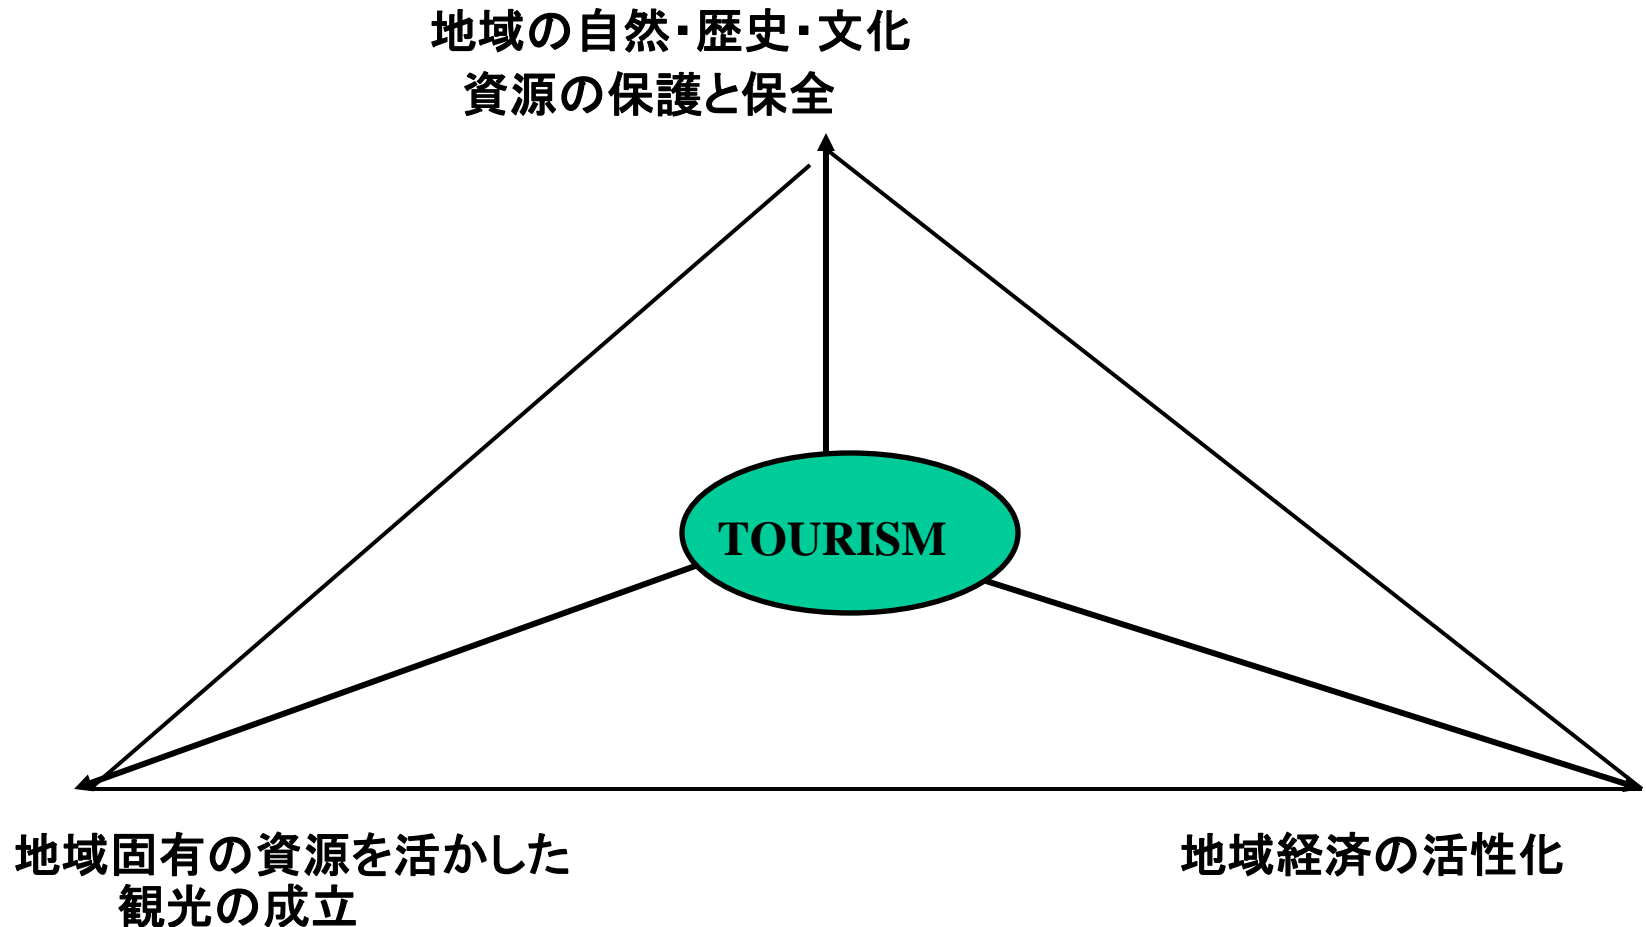 地域の自然・歴史・文化
資源の保護と保全
TOURISM
地域固有の資源を活かした
観光の成立
地域経済の活性化